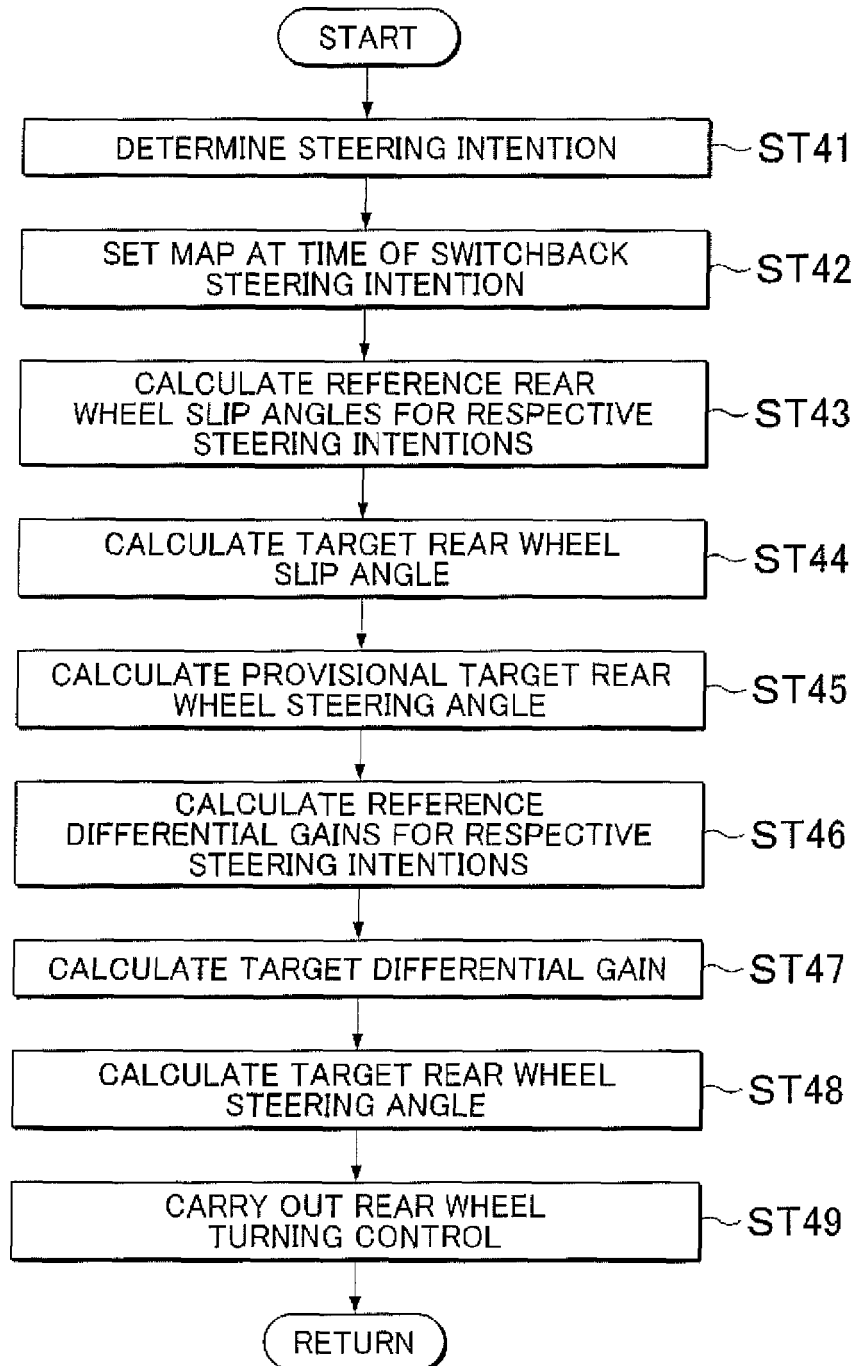 START
DETERMINE STEERING INTENTION
ST41
SET MAP AT TIME OF SWITCHBACK
STEERING INTENTION
ST42
CALCULATE REFERENCE REAR
WHEEL SLIP ANGLES FOR RESPECTIVE
STEERING INTENTIONS
ST43
CALCULATE TARGET REAR WHEEL
SLIP ANGLE
ST44
CALCULATE PROVISIONAL TARGET REAR
WHEEL STEERING ANGLE
ST45
CALCULATE REFERENCE
DIFFERENTIAL GAINS FOR RESPECTIVE
STEERING INTENTIONS
ST46
CALCULATE TARGET DIFFERENTIAL GAIN
ST47
CALCULATE TARGET REAR WHEEL
STEERING ANGLE
ST48
CARRY OUT REAR WHEEL
TURNING CONTROL
ST49
RETURN